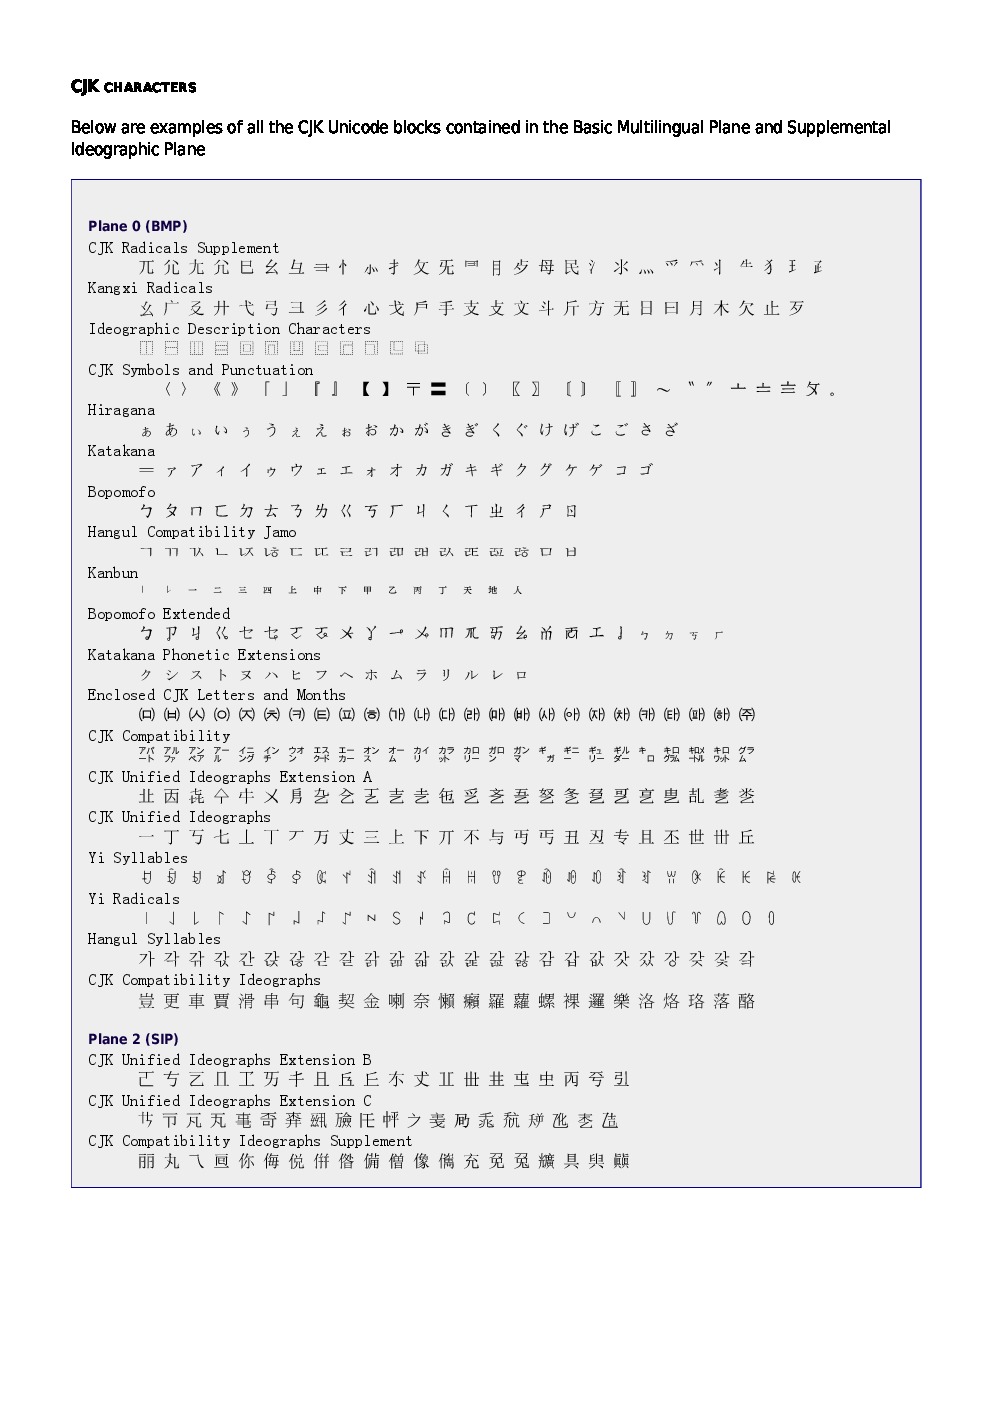 CJK CHARACTERS
Below are examples of all the CJK Unicode blocks contained in the Basic Multilingual Plane and Supplemental
Ideographic Plane
Plane 0 (BMP)
CJK Radicals Supplement
⺎ ⺏ ⺐ ⺑ ⺒ ⺓ ⺔ ⺕ ⺖ ⺗ ⺘ ⺙ ⺛ ⺜ ⺝ ⺞ ⺟ ⺠ ⺡ ⺢ ⺣ ⺤ ⺥ ⺦ ⺧ ⺨ ⺩ ⺪
Kangxi Radicals
⼳ ⼴ ⼵ ⼶ ⼷ ⼸ ⼹ ⼺ ⼻ ⼼ ⼽ ⼾ ⼿ ⽀ ⽁ ⽂ ⽃ ⽄ ⽅ ⽆ ⽇ ⽈ ⽉ ⽊ ⽋ ⽌ ⽍
Ideographic Description Characters
⿰ ⿱ ⿲ ⿳ ⿴ ⿵ ⿶ ⿷ ⿸ ⿹ ⿺ ⿻
CJK Symbols and Punctuation
〈 〉 《 》 「 」 『 』 【 】 〒 〓 〔 〕 〖 〗 〘 〙 〚 〛 〜 〝 〞 〦 〧 〨 〩 。
Hiragana
ぁ あ ぃ い ぅ う ぇ え ぉ お か が き ぎ く ぐ け げ こ ご さ ざ
Katakana
゠ ァ ア ィ イ ゥ ウ ェ エ ォ オ カ ガ キ ギ ク グ ケ ゲ コ ゴ
Bopomofo
ㄅ ㄆ ㄇ ㄈ ㄉ ㄊ ㄋ ㄌ ㄍ ㄎ ㄏ ㄐ ㄑ ㄒ ㄓ ㄔ ㄕ ㄖ
Hangul Compatibility Jamo
ㄱ ㄲ ㄳ ㄴ ㄵ ㄶ ㄷ ㄸ ㄹ ㄺ ㄻ ㄼ ㄽ ㄾ ㄿ ㅀ ㅁ ㅂ
Kanbun
㆐ ㆑ ㆒ ㆓ ㆔ ㆕ ㆖ ㆗ ㆘ ㆙ ㆚ ㆛ ㆜ ㆝ ㆞ ㆟
Bopomofo Extended
ㆠ ㆡ ㆢ ㆣ ㆤ ㆥ ㆦ ㆧ ㆨ ㆩ ㆪ ㆫ ㆬ ㆭ ㆮ ㆯ ㆰ ㆱ ㆲ ㆳ ㆴ ㆵ ㆶ ㆷ
Katakana Phonetic Extensions
ㇰ ㇱ ㇲ ㇳ ㇴ ㇵ ㇶ ㇷ ㇸ ㇹ ㇺ ㇻ ㇼ ㇽ ㇾ ㇿ
Enclosed CJK Letters and Months
㈄ ㈅ ㈆ ㈇ ㈈ ㈉ ㈊ ㈋ ㈌ ㈍ ㈎ ㈏ ㈐ ㈑ ㈒ ㈓ ㈔ ㈕ ㈖ ㈗ ㈘ ㈙ ㈚ ㈛ ㈜
CJK Compatibility
㌀ ㌁ ㌂ ㌃ ㌄ ㌅ ㌆ ㌇ ㌈ ㌉ ㌊ ㌋ ㌌ ㌍ ㌎ ㌏ ㌐ ㌑ ㌒ ㌓ ㌔ ㌕ ㌖ ㌗ ㌘
CJK Unified Ideographs Extension A
㐀 㐁 㐂 㐃 㐄 㐅 㐆 㐇 㐈 㐉 㐊 㐋 㐌 㐍 㐎 㐏 㐐 㐑 㐒 㐓 㐔 㐕 㐖 㐗 㐘
CJK Unified Ideographs
一 丁 丂 七 丄 丅 丆 万 丈 三 上 下 丌 不 与 丏 丐 丑 丒 专 且 丕 世 丗 丘
Yi Syllables
ꀀ ꀁ ꀂ ꀃ ꀄ ꀅ ꀆ ꀇ ꀈ ꀉ ꀊ ꀋ ꀌ ꀍ ꀎ ꀏ ꀐ ꀑ ꀒ ꀓ ꀔ ꀕ ꀖ ꀗ ꀘ ꀙ ꀚ
Yi Radicals
꒐ ꒑ ꒒ ꒓ ꒔ ꒕ ꒖ ꒗ ꒘ ꒙ ꒚ ꒛ ꒜ ꒝ ꒞ ꒟ ꒠ ꒡ ꒢ ꒣ ꒤ ꒥ ꒦ ꒧ ꒨ ꒩
Hangul Syllables
가 각 갂 갃 간 갅 갆 갇 갈 갉 갊 갋 갌 갍 갎 갏 감 갑 값 갓 갔 강 갖 갗 갘
CJK Compatibility Ideographs
豈 更 車 賈 滑 串 句 龜 契 金 喇 奈 懶 癩 羅 蘿 螺 裸 邏 樂 洛 烙 珞 落 酪
Plane 2 (SIP)
CJK Unified Ideographs Extension B
𠀀 𠀁 𠀂 𠀃 𠀄 𠀅 𠀆 𠀇 𠀈 𠀉 𠀊 𠀋 𠀌 𠀍 𠀎 𠀏 𠀐 𠀑 𠀒 𠀓
CJK Unified Ideographs Extension C
𪜀 𪜁 𪜂 𪜃 𪜄 𪜅 𪜆 𪜇 𪜈 𪜉 𪜊 𪜋 𪜌 𪜍 𪜎 𪜏 𪜐 𪜑 𪜒 𪜓
CJK Compatibility Ideographs Supplement
丽 丸 乁 𠄢 你 侮 侻 倂 偺 備 僧 像 㒞 𠘺 免 兔 兤 具 𠔜 㒹